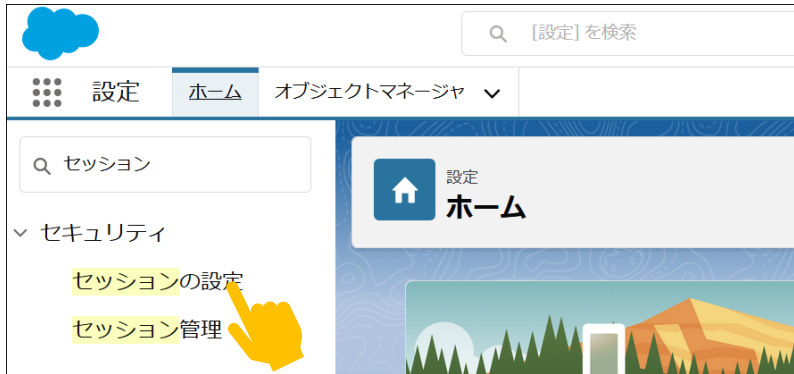 [設定] を検索
設定
ホーム
オブジェクトマネージャ
セッション
設定
ホーム
セキュリティ
セッションの設定
セッション管理